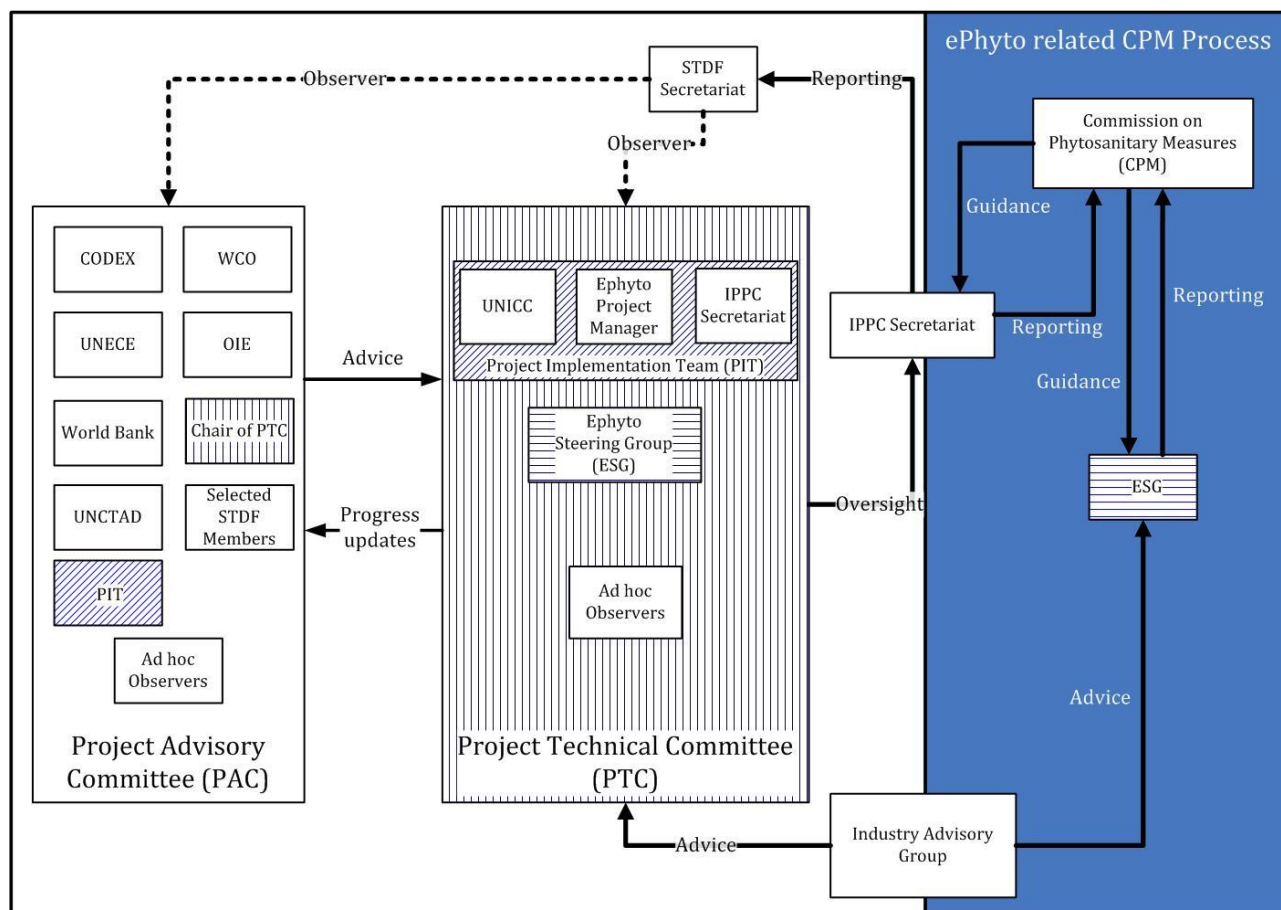 ePhyto related CPM Process
Observer
STDF
Secretariat
Reporting
Observer
Commission on
Phytosanitary Measures
(CPM)
Guidance
Reporting
IPPC Secretariat
Reporting
Guidance
ESG
Advice
CODEX
WCO
UNECE
OIE
World Bank
Chair of PTC
UNCTAD
Selected
STDF
Members
PIT
Ad hoc
Observers
Project Advisory
Committee (PAC)
Advice
Progress
updates
UNICC
Ephyto
Project
Manager
IPPC
Secretariat
Project Implementation Team (PIT)
Ephyto
Steering Group
(ESG)
Ad hoc
Observers
Project Technical Committee
(PTC)
Oversight
Advice
Industry Advisory
Group